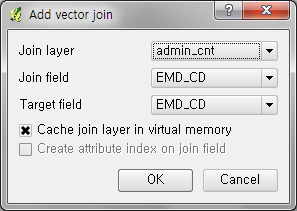 Add vector join
Join layer admin_cnt
Join field EMD_CD
Target field EMD_CD
Cache join layer in virtual memory
Create attribute index on join field
OK Cancel